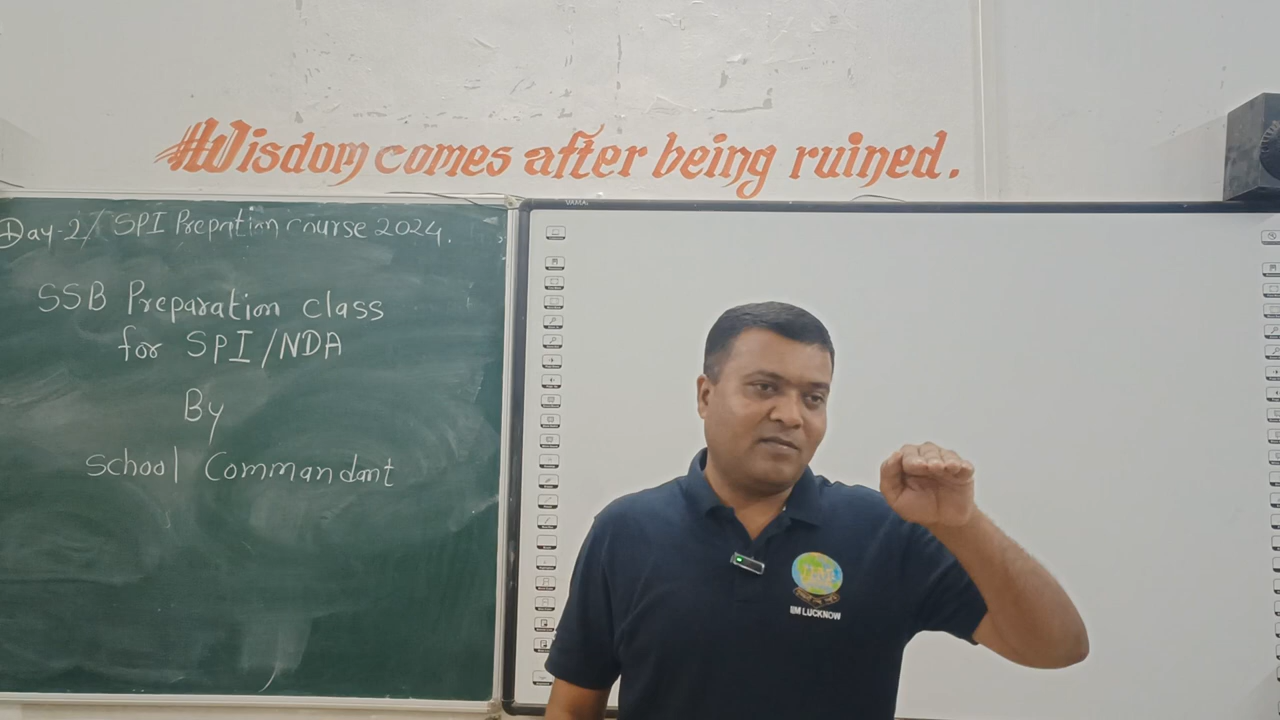 #Wisdom comes after being ruined.
Day-2/ SPI Prepation course 2024.
SSB Preparation class
for SPI/NDA
By
School Commandant
IIM LUCKNOW